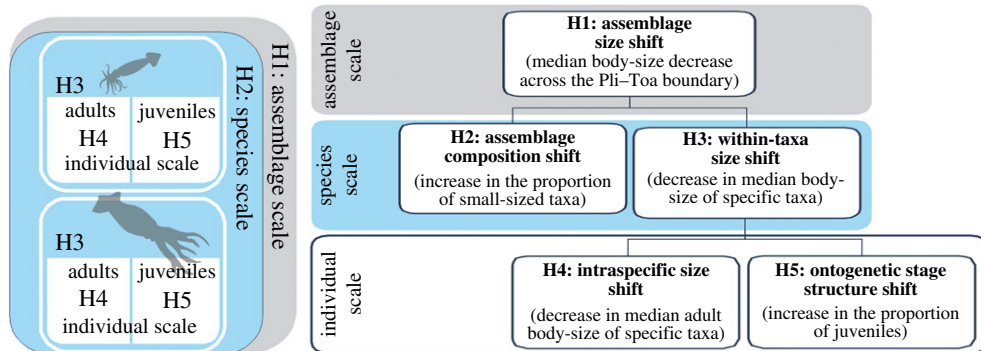 H3
adults juveniles
H4 H5
individual scale
H3
adults juveniles
H4 H5
individual scale
H2: species scale
H1: assemblage scale
assemblage
scale
H1: assemblage
size shift
(median body-size decrease
across the Pli–Toa boundary)
species
scale
H2: assemblage
composition shift
(increase in the proportion
of small-sized taxa)
H3: within-taxa
size shift
(decrease in median body-
size of specific taxa)
individual
scale
H4: intraspecific size
shift
(decrease in median adult
body-size of specific taxa)
H5: ontogenetic stage
structure shift
(increase in the proportion
of juveniles)